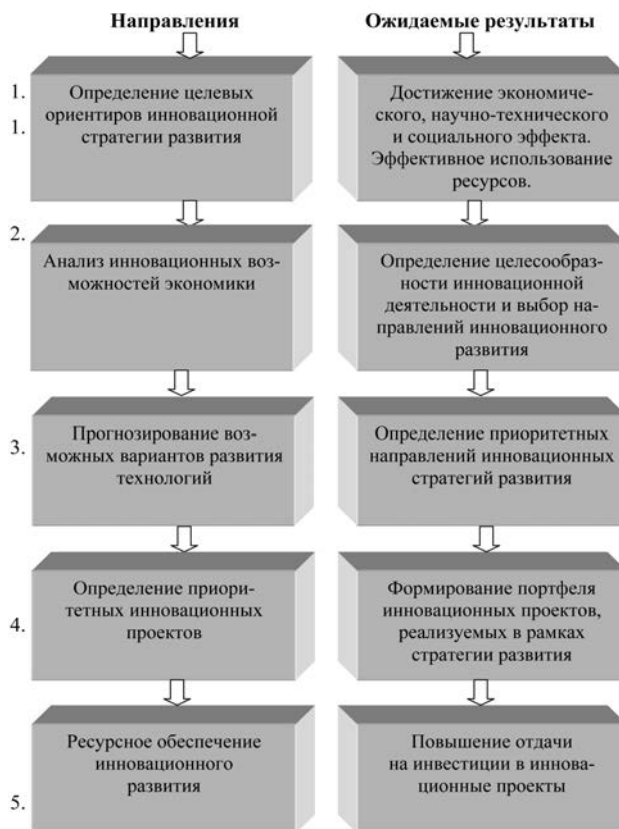 Направления
Ожидаемые результаты
1.
1.
Определение целевых
ориентиров инновационной
стратегии развития
Достижение экономиче-
ского, научно-технического
и социального эффекта.
Эффективное использование
ресурсов.
2.
Анализ инновационных воз-
можностей экономики
Определение целесообраз-
ности инновационной
деятельности и выбор на-
правлений инновационного
развития
3.
Прогнозирование воз-
можных вариантов развития
технологий
Определение приоритетных
направлений инновационных
стратегий развития
4.
Определение приори-
тетных инновационных
проектов
Формирование портфеля
инновационных проектов,
реализуемых в рамках
стратегии развития
5.
Ресурсное обеспечение
инновационного
развития
Повышение отдачи
на инвестиции в иннова-
ционные проекты